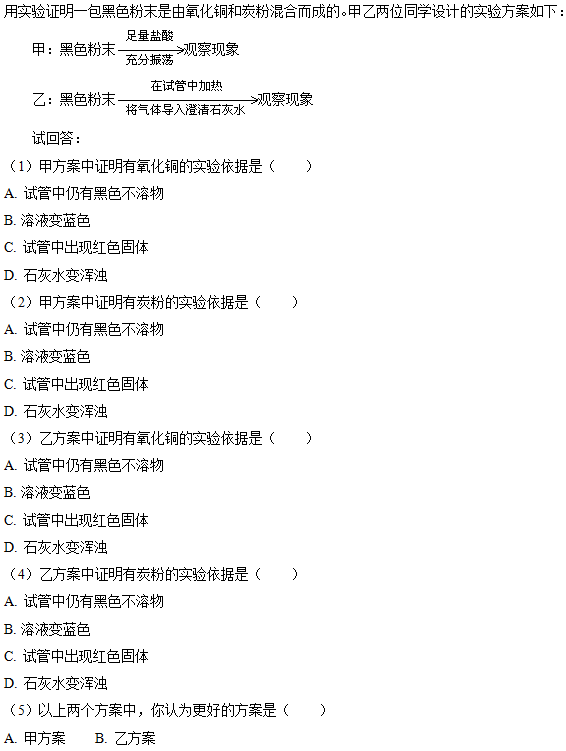 用实验证明一包黑色粉末是由氧化铜和炭粉混合而成的。甲乙两位同学设计的实验方案如下：
足量盐酸
甲：黑色粉末→观察现象
充分振荡
在试管中加热
乙：黑色粉末→观察现象
将气体导入澄清石灰水
试回答：
（1）甲方案中证明有氧化铜的实验依据是（　　）
A. 试管中仍有黑色不溶物
B. 溶液变蓝色
C. 试管中出现红色固体
D. 石灰水变浑浊
（2）甲方案中证明有炭粉的实验依据是（　　）
A. 试管中仍有黑色不溶物
B. 溶液变蓝色
C. 试管中出现红色固体
D. 石灰水变浑浊
（3）乙方案中证明有氧化铜的实验依据是（　　）
A. 试管中仍有黑色不溶物
B. 溶液变蓝色
C. 试管中出现红色固体
D. 石灰水变浑浊
（4）乙方案中证明有炭粉的实验依据是（　　）
A. 试管中仍有黑色不溶物
B. 溶液变蓝色
C. 试管中出现红色固体
D. 石灰水变浑浊
（5）以上两个方案中，你认为更好的方案是（　　）
A. 甲方案　　B. 乙方案